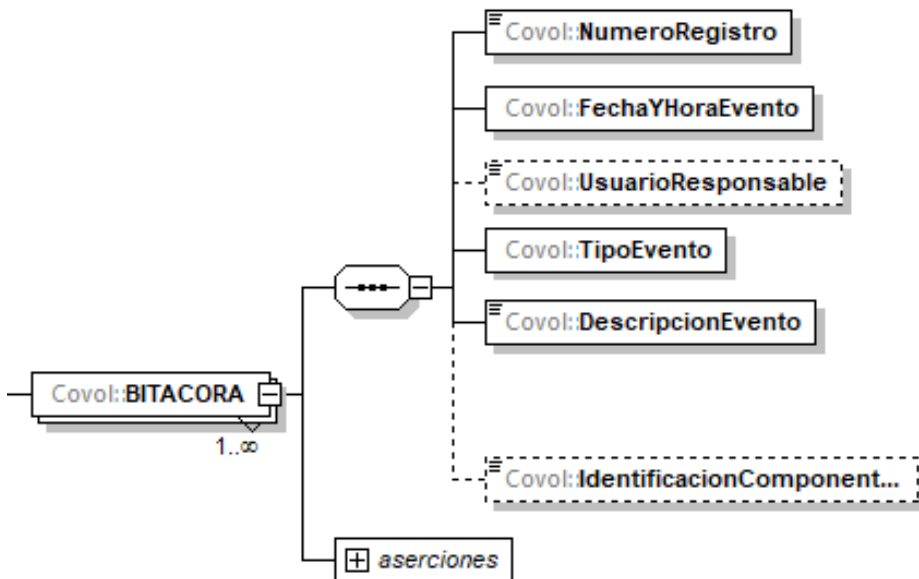 Covol::NumeroRegistro
Covol::FechaYHoraEvento
Covol::UsuarioResponsable
Covol::TipoEvento
Covol::DescripcionEvento
Covol::BITACORA
1..∞
Covol::IdentificacionComponent...
aserciones